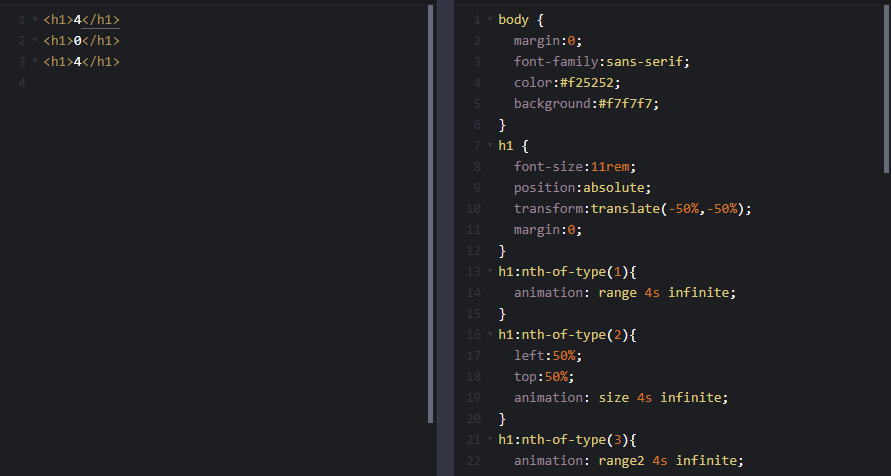 1 <h1>4</h1>
2 <h1>0</h1>
3 <h1>4</h1>
4
1 body {
2 margin:0;
3 font-family:sans-serif;
4 color:#f25252;
5 background:#f7f7f7;
6 }
7 h1 {
8 font-size:11rem;
9 position:absolute;
10 transform:translate(-50%,-50%);
11 margin:0;
12 }
13 h1:nth-of-type(1){
14 animation: range 4s infinite;
15 }
16 h1:nth-of-type(2){
17 left:50%;
18 top:50%;
19 animation: size 4s infinite;
20 }
21 h1:nth-of-type(3){
22 animation: range2 4s infinite;